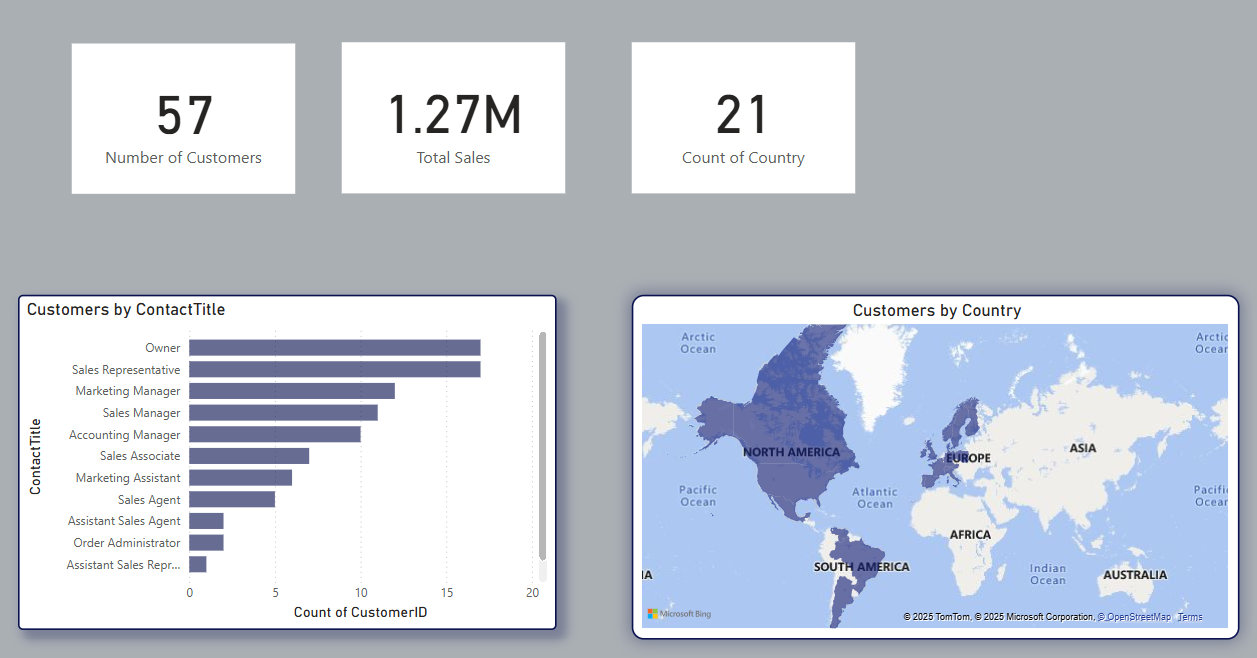 57
Number of Customers
1.27M
Total Sales
21
Count of Country
Customers by ContactTitle
ContactTitle
Owner
Sales Representative
Marketing Manager
Sales Manager
Accounting Manager
Sales Associate
Marketing Assistant
Sales Agent
Assistant Sales Agent
Order Administrator
Assistant Sales Repr...
0 5 10 15 20
Count of CustomerID
Customers by Country
Arctic
Ocean
Arctic
Ocean
NORTH AMERICA
EUROPE
ASIA
Pacific
Ocean
Atlantic
Ocean
Pacific
Ocean
AFRICA
SOUTH AMERICA
Indian
Ocean
IA
AUSTRALIA
Microsoft Bing
© 2025 TomTom, © 2025 Microsoft Corporation, © OpenStreetMap Terms